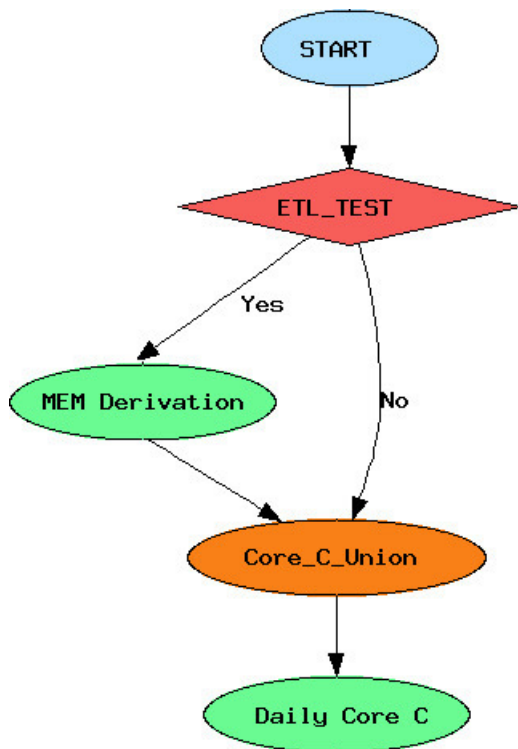 START
ETL_TEST
Yes
MEM Derivation
No
Core_C_Union
Daily Core C